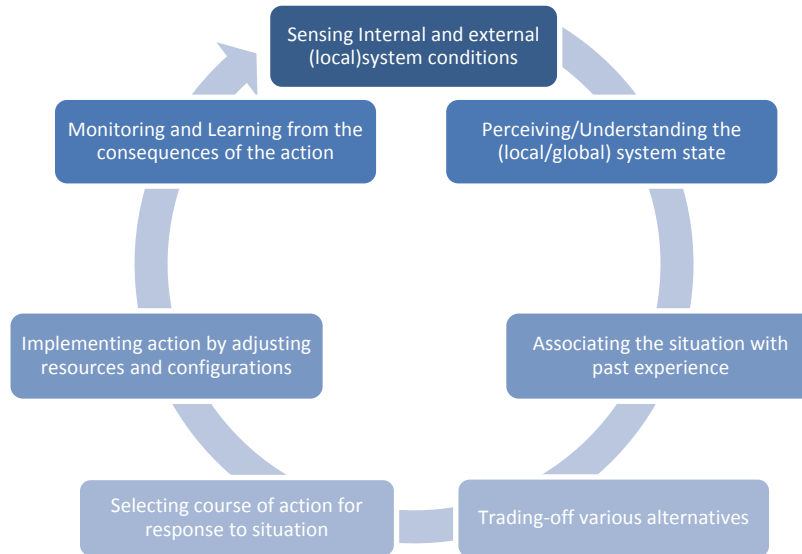 Sensing Internal and external
(local)system conditions
Perceiving/Understanding the
(local/global) system state
Associating the situation with
past experience
Trading-off various alternatives
Selecting course of action for
response to situation
Implementing action by adjusting
resources and configurations
Monitoring and Learning from the
consequences of the action